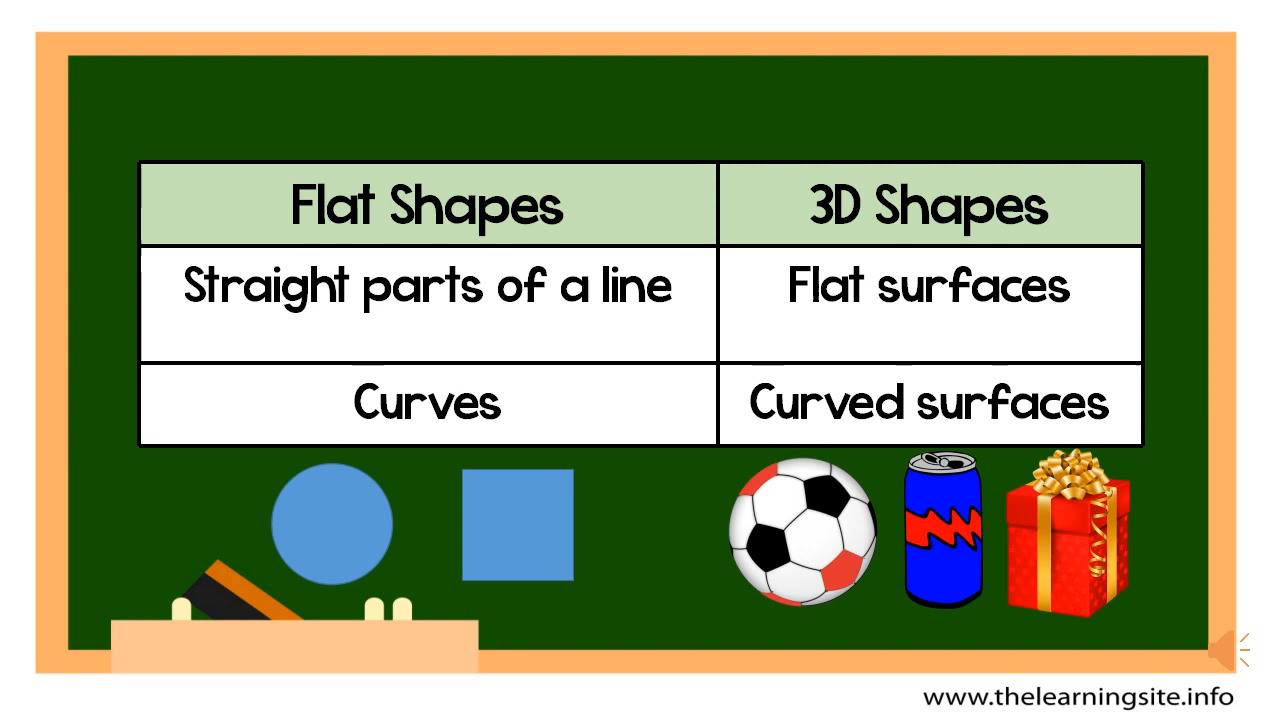 Flat Shapes
3D Shapes
Straight parts of a line
Flat surfaces
Curves
Curved surfaces
www.thelearningsite.info